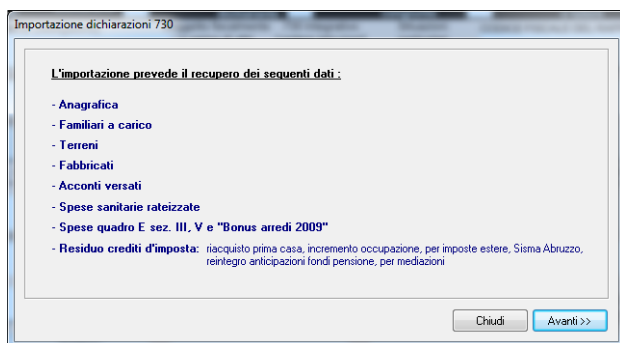 Importazione dichiarazioni 730
L'importazione prevede il recupero dei seguenti dati :
- Anagrafica
- Familiari a carico
- Terreni
- Fabbricati
- Acconti versati
- Spese sanitarie rateizzate
- Spese quadro E sez. III, V e "Bonus arredi 2009"
- Residuo crediti d'imposta: riacquisto prima casa, incremento occupazione, per imposte estere, Sisma Abruzzo,
reintegro anticipazioni fondi pensione, per mediazioni
Chiudi Avanti >>